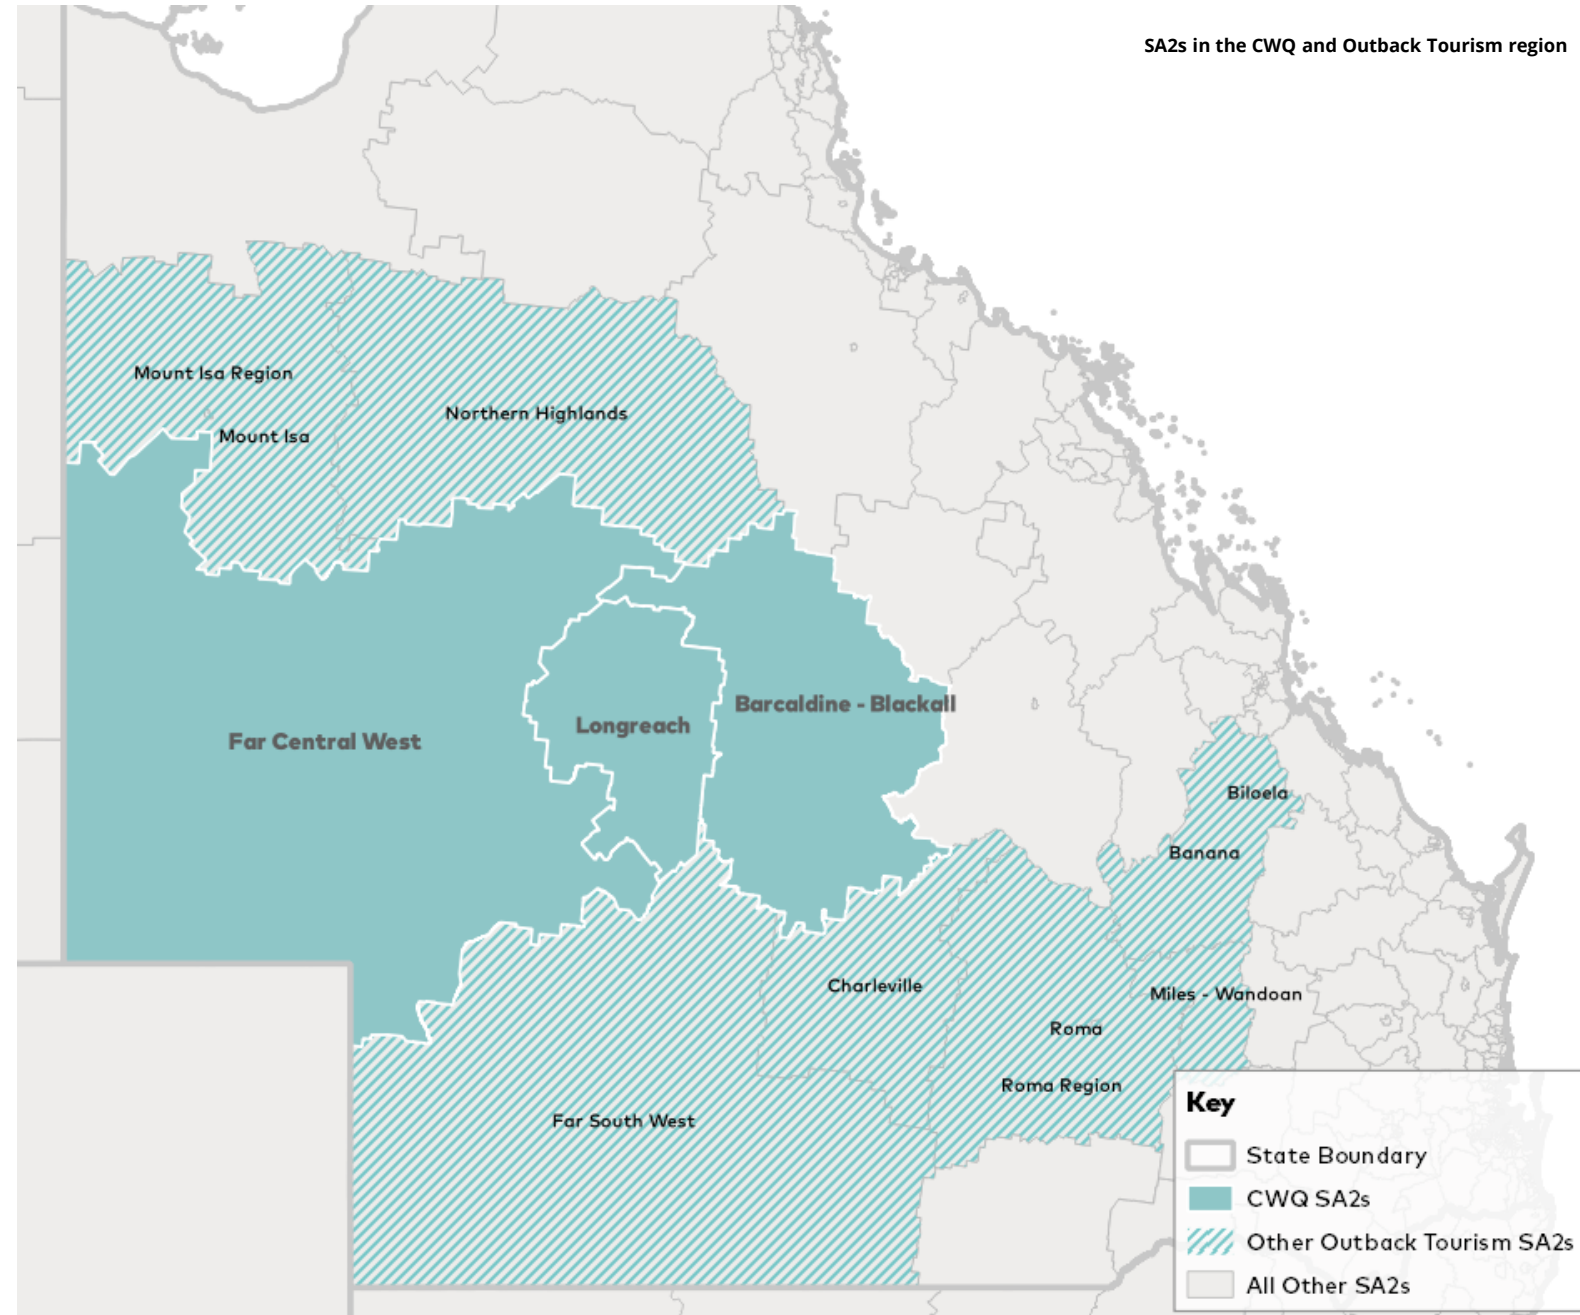 SA2s in the CWQ and Outback Tourism region
Mount Isa Region
Northern Highlands
Mount Isa
Barcaldine - Blackall
Longreach
Far Central West
Biloela
Banana
Charleville
Miles - Wandoan
Roma
Roma Region
Far South West
Key
State Boundary
CWQ SA2s
Other Outback Tourism SA2s
All Other SA2s